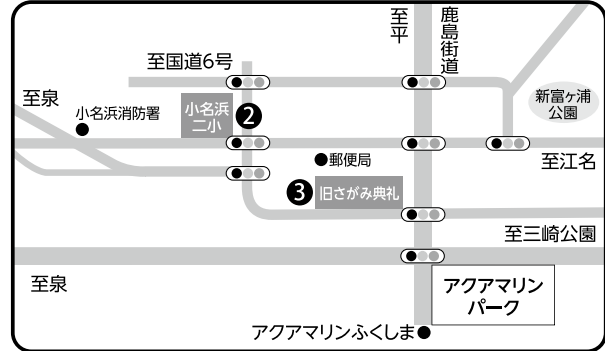 至平
鹿島街道
至国道6号
至泉
小名浜消防署
小名浜
二小
❷
新富ヶ浦
公園
郵便局
至江名
❸
旧さがみ典礼
至三崎公園
至泉
アクアマリン
パーク
アクアマリンふくしま